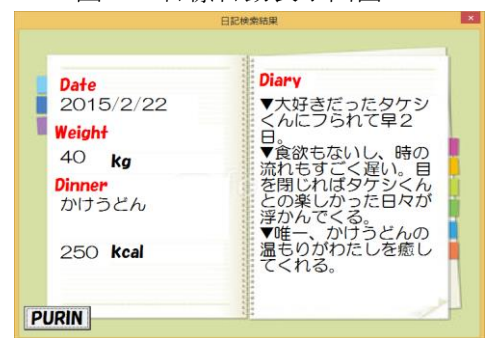 日記検索結果
Date
2015/2/22
Weight
40 kg
Dinner
かけうどん
250 Kcal
PURIN
Diary
▼大好きだったタケシ
くんにフラれて早2
日。
▼食欲もないし、時の
流れもすごく遅い。目
を閉じればタケシくん
との楽しかった日々が
浮かんでくる。
▼唯一、かけうどんの
温もりがわたしを癒し
てくれる。